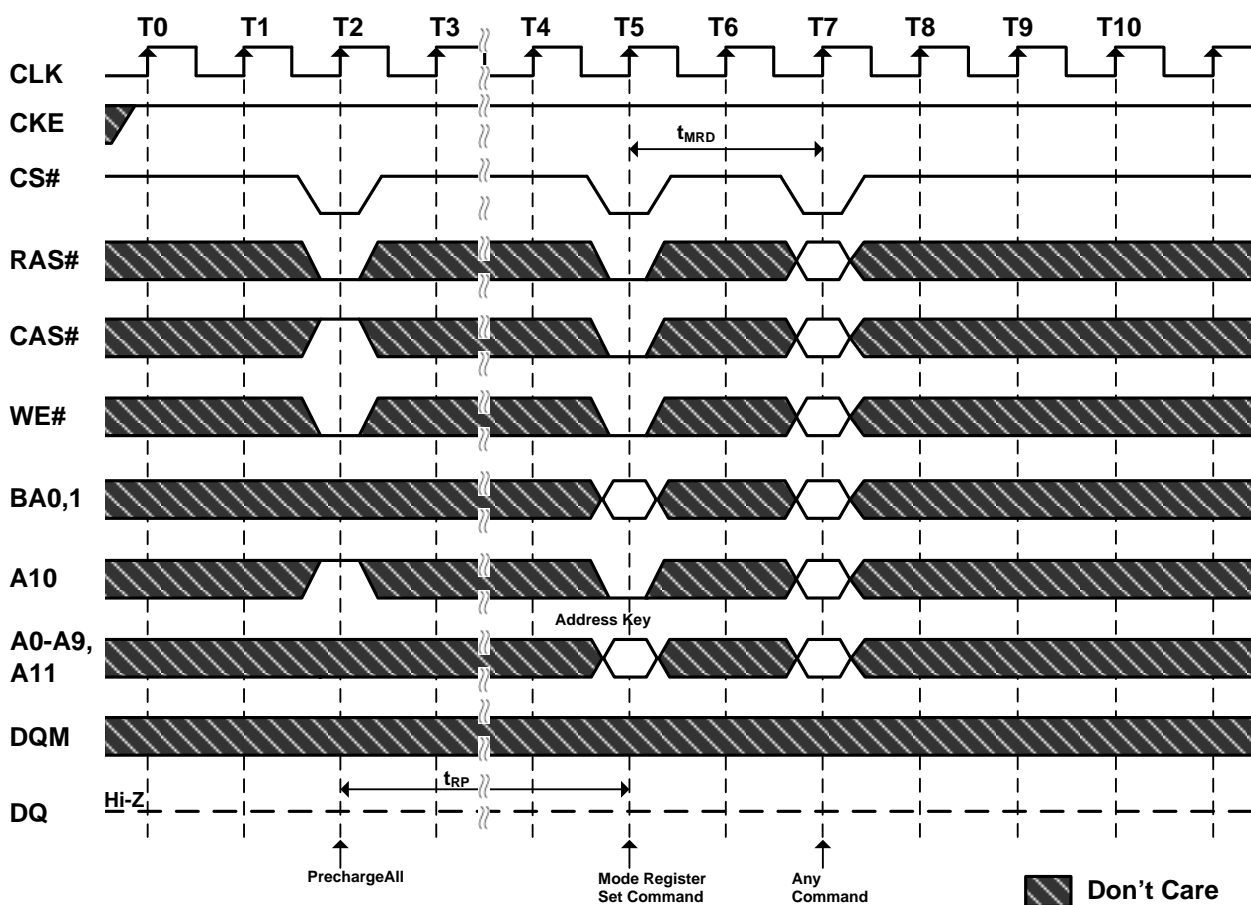 T0 T1 T2 T3 T4 T5 T6 T7 T8 T9 T10
CLK
CKE
tMRD
CS#
RAS#
CAS#
WE#
BA0,1
A10
Address Key
A0-A9,
A11
DQM
tRP
Hi-Z
DQ
PrechargeAll
Mode Register
Set Command
Any
Command
Don't Care